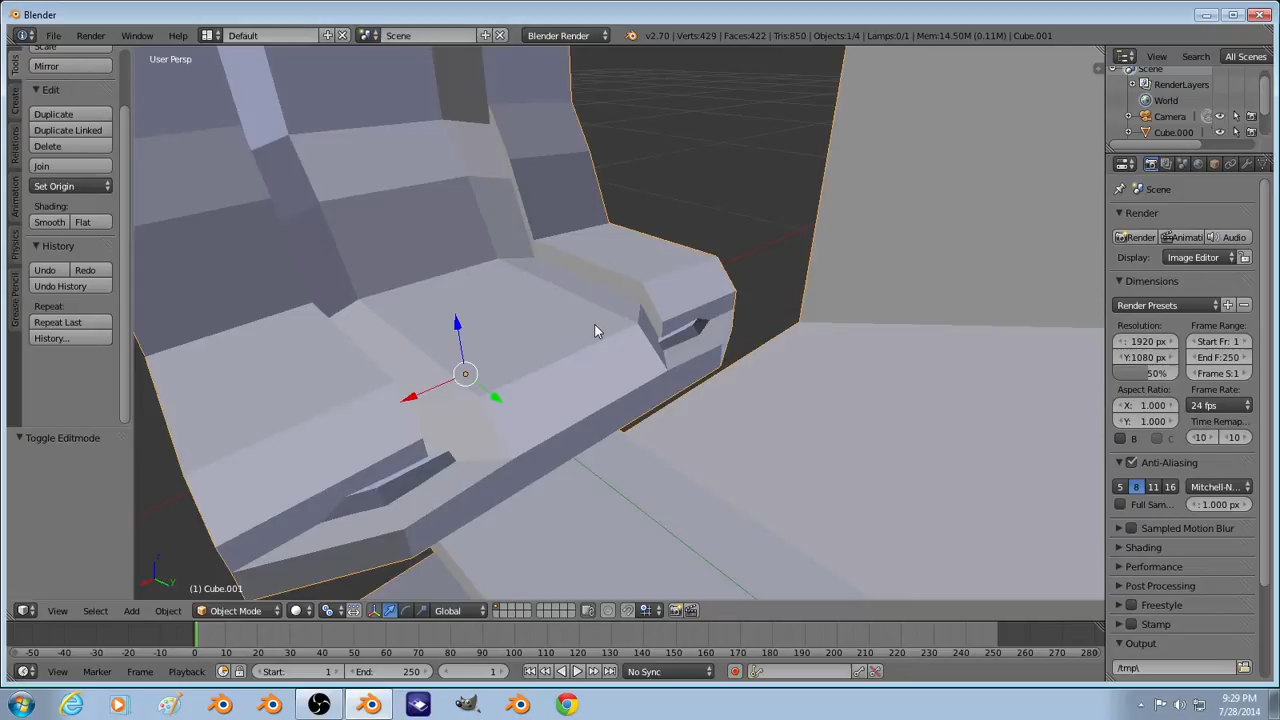 Blender
File Render Window Help Default Scene Blender Render v2.70 | Verts:429 | Faces:422 | Tris:850 | Objects:1/4 | Lamps:0/1 | Mem:14.50M (0.11M) | Cube.001
Scale
Mirror
Edit
Duplicate
Duplicate Linked
Delete
Join
Set Origin
Shading:
Smooth Flat
History
Undo Redo
Undo History
Repeat:
Repeat Last
History...
Toggle Editmode
Tools
Create
Relations
Animation
Physics
Grease Pencil
User Persp
(1) Cube.001
View Search All Scenes
Scene
RenderLayers
World
Camera
Cube.000
Scene
Render
Render Animati Audio
Display: Image Editor
Dimensions
Render Presets
Resolution: Frame Range:
: 1920 px Start Fr: 1
Y:1080 px End F:250
50% Frame S:1
Aspect Ratio: Frame Rate:
X: 1.000 24 fps
Y: 1.000 Time Remap...
B C 10 10
Anti-Aliasing
5 8 11 16 Mitchell-N...
Full Sam... : 1.000 px
Sampled Motion Blur
Shading
Performance
Post Processing
Freestyle
Stamp
Output
/tmp\
View Select Add Object Object Mode Global
-50 -40 -30 -20 -10 0 10 20 30 40 50 60 70 80 90 100 110 120 130 140 150 160 170 180 190 200 210 220 230 240 250 260 270 280
View Marker Frame Playback Start: 1 End: 250 1 No Sync
9:29 PM
7/28/2014